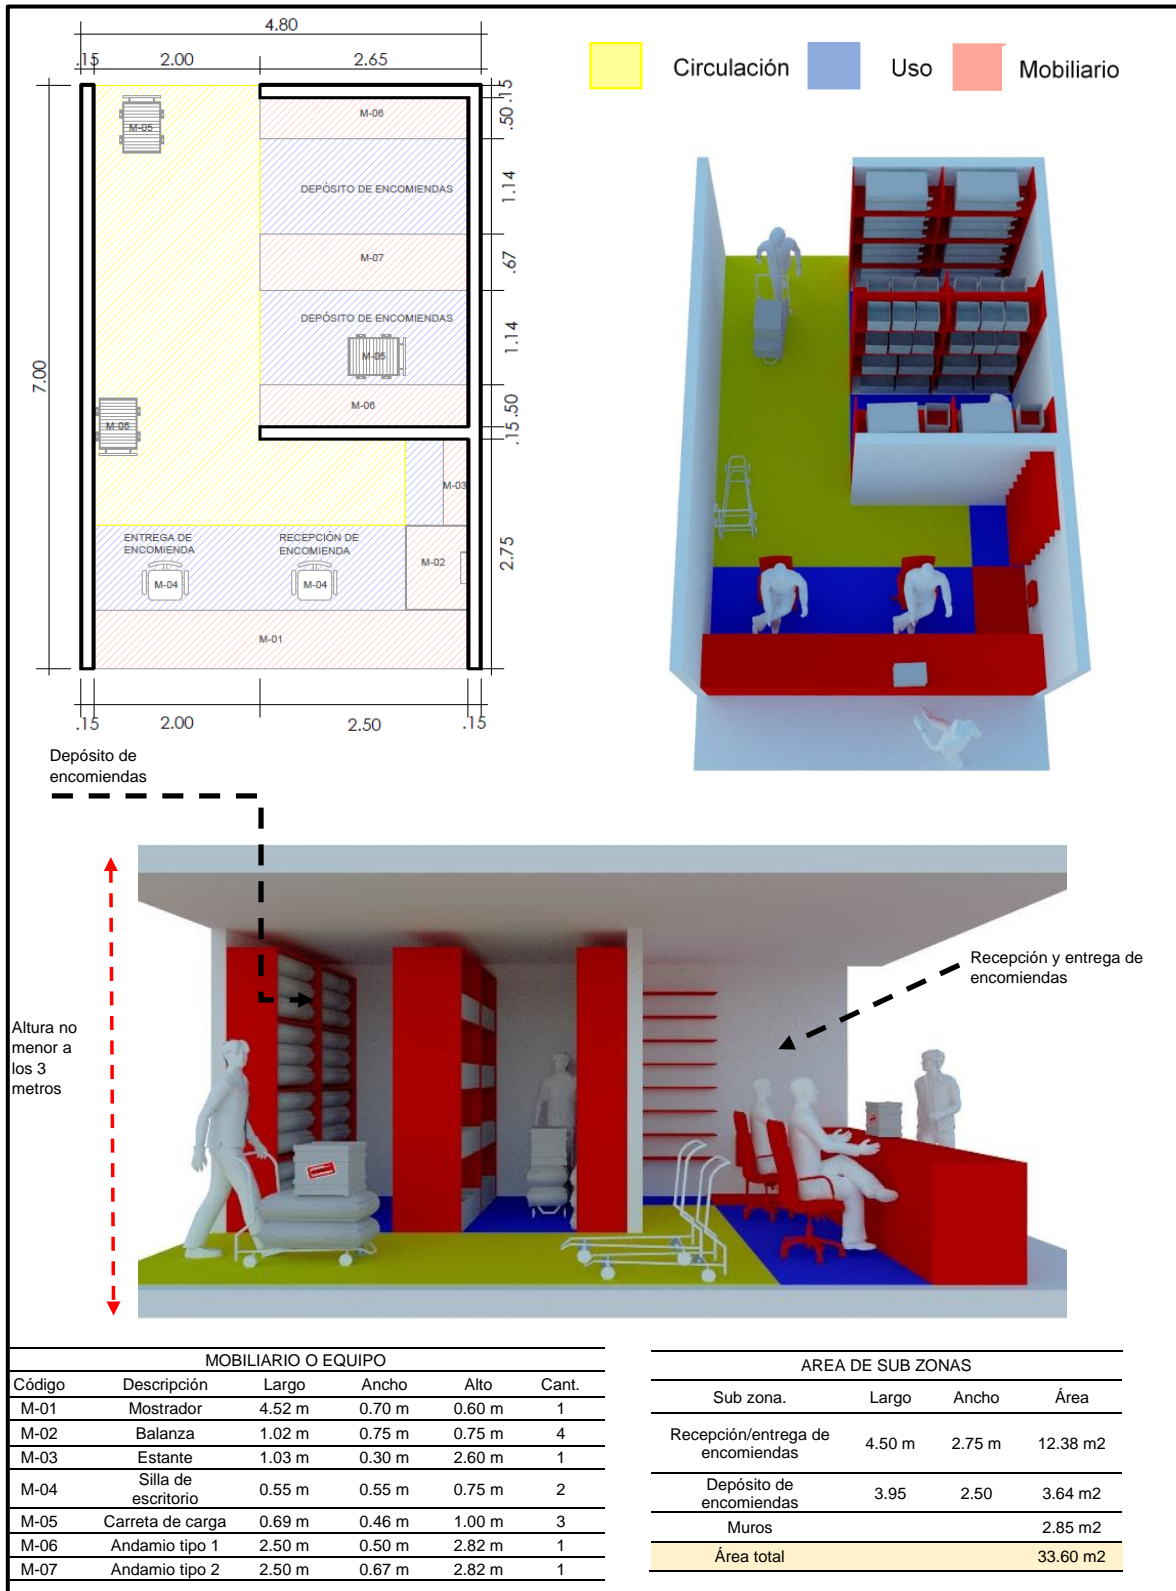 4.80
.15 2.00 2.65
Circulación Uso Mobiliario
7.00
.15
.50
1.14
.67
1.14
.50
.15
2.75
M-05
M-06
DEPÓSITO DE ENCOMIENDAS
M-07
DEPÓSITO DE ENCOMIENDAS
M-05
M-06
M-05
M-03
ENTREGA DE
ENCOMIENDA
RECEPCIÓN DE
ENCOMIENDA
M-02
M-04
M-04
M-01
.15 2.00 2.50 .15
Depósito de
encomiendas
Recepción y entrega de
encomiendas
Altura no
menor a
los 3
metros
MOBILIARIO O EQUIPO
Código Descripción Largo Ancho Alto Cant.
M-01 Mostrador 4.52 m 0.70 m 0.60 m 1
M-02 Balanza 1.02 m 0.75 m 0.75 m 4
M-03 Estante 1.03 m 0.30 m 2.60 m 1
M-04 Silla de
escritorio 0.55 m 0.55 m 0.75 m 2
M-05 Carreta de carga 0.69 m 0.46 m 1.00 m 3
M-06 Andamio tipo 1 2.50 m 0.50 m 2.82 m 1
M-07 Andamio tipo 2 2.50 m 0.67 m 2.82 m 1
AREA DE SUB ZONAS
Sub zona. Largo Ancho Área
Recepción/entrega de
encomiendas 4.50 m 2.75 m 12.38 m2
Depósito de
encomiendas 3.95 2.50 3.64 m2
Muros 2.85 m2
Área total 33.60 m2